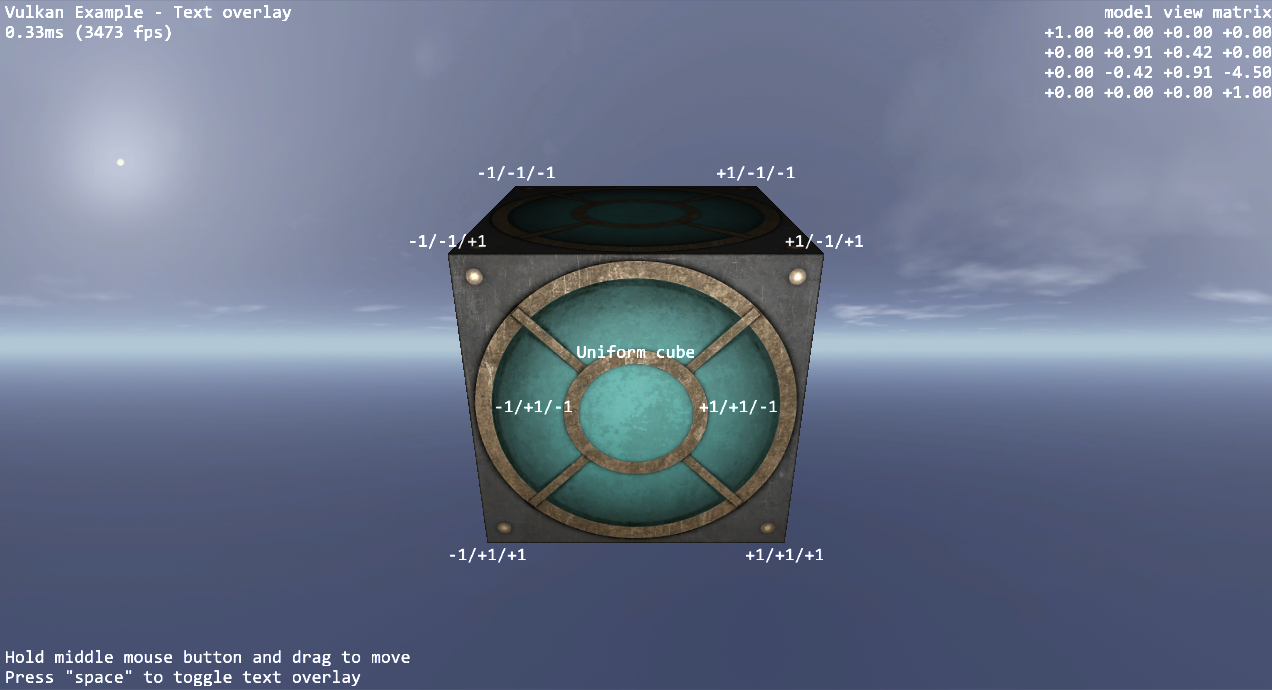 Vulkan Example - Text overlay
0.33ms (3473 fps)
model view matrix
+1.00 +0.00 +0.00 +0.00
+0.00 +0.91 +0.42 +0.00
+0.00 -0.42 +0.91 -4.50
+0.00 +0.00 +0.00 +1.00
-1/-1/-1
+1/-1/-1
-1/-1/+1
+1/-1/+1
Uniform cube
-1/+1/-1
+1/+1/-1
-1/+1/+1
+1/+1/+1
Hold middle mouse button and drag to move
Press "space" to toggle text overlay